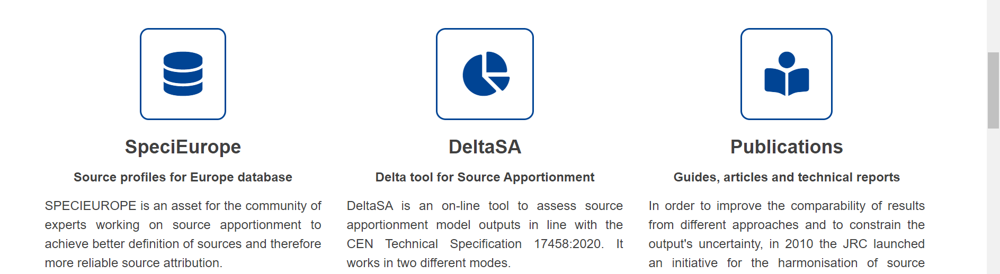 SpeciEurope
Source profiles for Europe database
SPECIEUROPE is an asset for the community of
experts working on source apportionment to
achieve better definition of sources and therefore
more reliable source attribution.
DeltaSA
Delta tool for Source Apportionment
DeltaSA is an on-line tool to assess source
apportionment model outputs in line with the
CEN Technical Specification 17458:2020. It
works in two different modes.
Publications
Guides, articles and technical reports
In order to improve the comparability of results
from different approaches and to constrain the
output's uncertainty, in 2010 the JRC launched
an initiative for the harmonisation of source